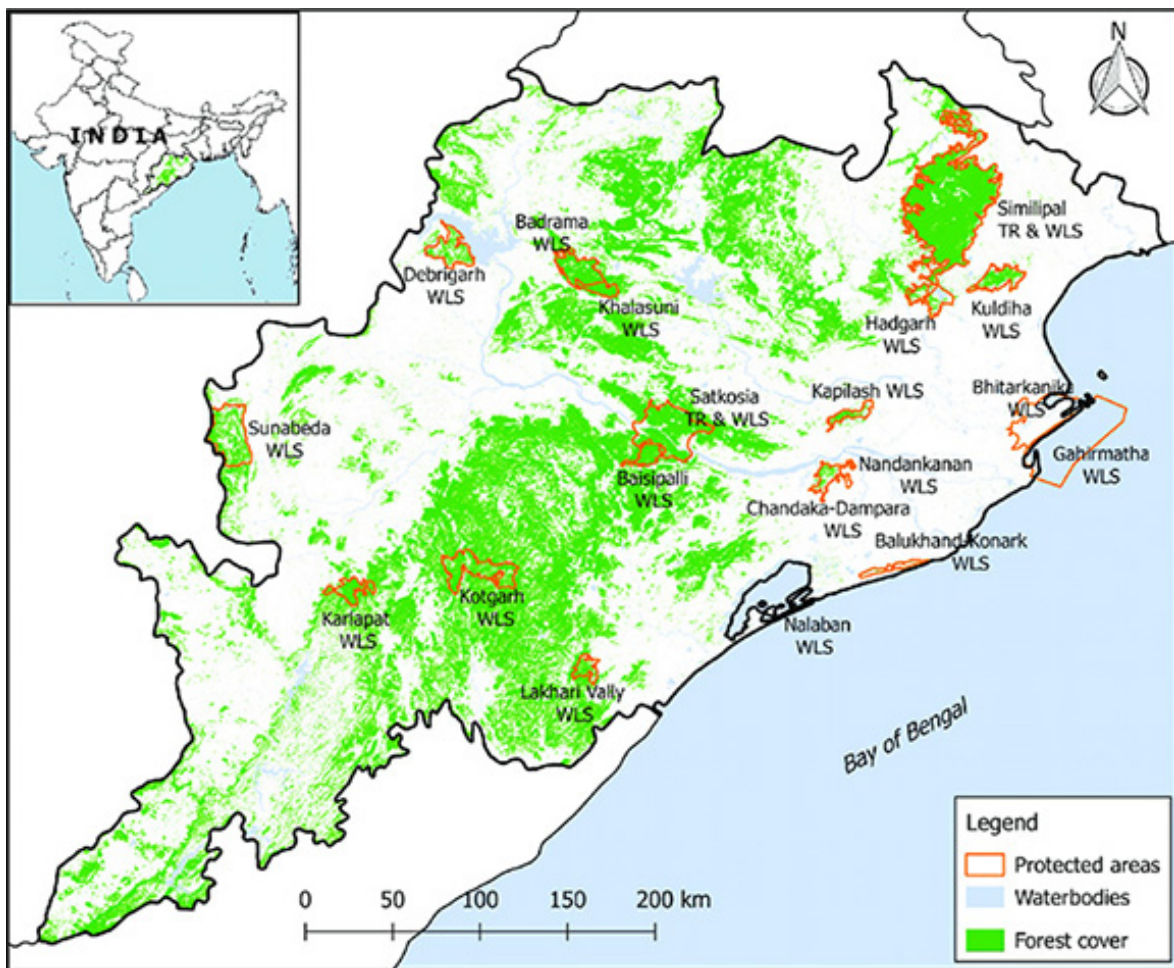 INDIA
N
Similipal
TR & WLS
Badrama
WLS
Debrigarh
WLS
Khalasuni
WLS
Hadgarh
WLS
Kuldiha
WLS
Satkosia
TR & WLS
Kapilash WLS
Bhitarkanika
WLS
Sunabeda
WLS
Gahirmatha
WLS
Baisipalli
WLS
Nandankanan
WLS
Chandaka-Dampara
WLS
Balukhand-Konark
WLS
Karlapat
WLS
Kotgarh
WLS
Nalaban
WLS
Lakhari Vally
WLS
Bay of Bengal
Legend
Protected areas
Waterbodies
Forest cover
0 50 100 150 200 km